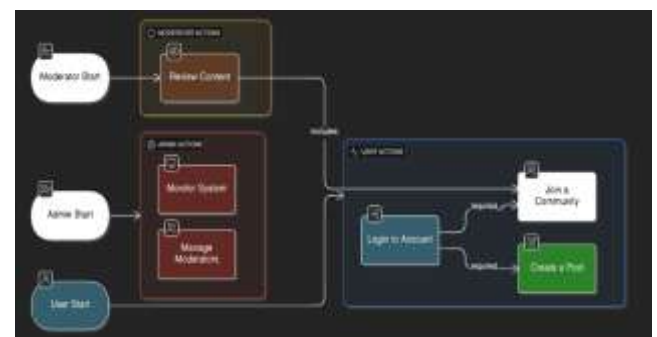 MODERATOR ACTIONS
Moderator Start
Review Content
includes
ADMIN ACTIONS
USER ACTIONS
Monitor System
Join a
Community
required
Admin Start
Login to Account
Manage
Moderators
required
Create a Post
User Start